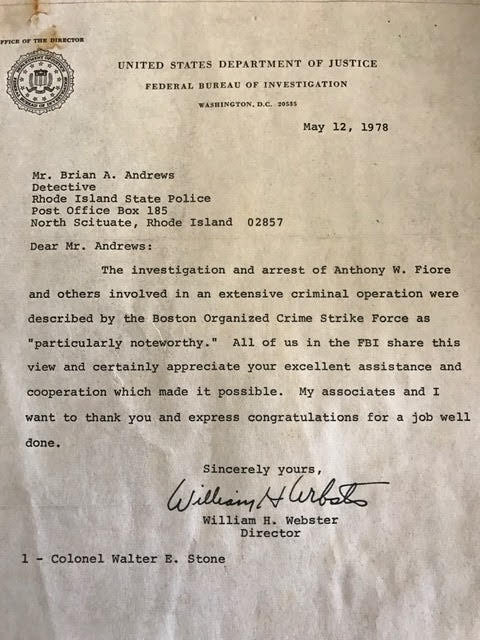 OFFICE OF THE DIRECTOR
UNITED STATES DEPARTMENT OF JUSTICE
FEDERAL BUREAU OF INVESTIGATION
WASHINGTON, D.C. 20535
May 12, 1978
Mr. Brian A. Andrews
Detective
Rhode Island State Police
Post Office Box 185
North Scituate, Rhode Island 02857
Dear Mr. Andrews:
The investigation and arrest of Anthony W. Fiore
and others involved in an extensive criminal operation were
described by the Boston Organized Crime Strike Force as
"particularly noteworthy." All of us in the FBI share this
view and certainly appreciate your excellent assistance and
cooperation which made it possible. My associates and I
want to thank you and express congratulations for a job well
done.
Sincerely yours,
William H Webster
William H. Webster
Director
1 - Colonel Walter E. Stone